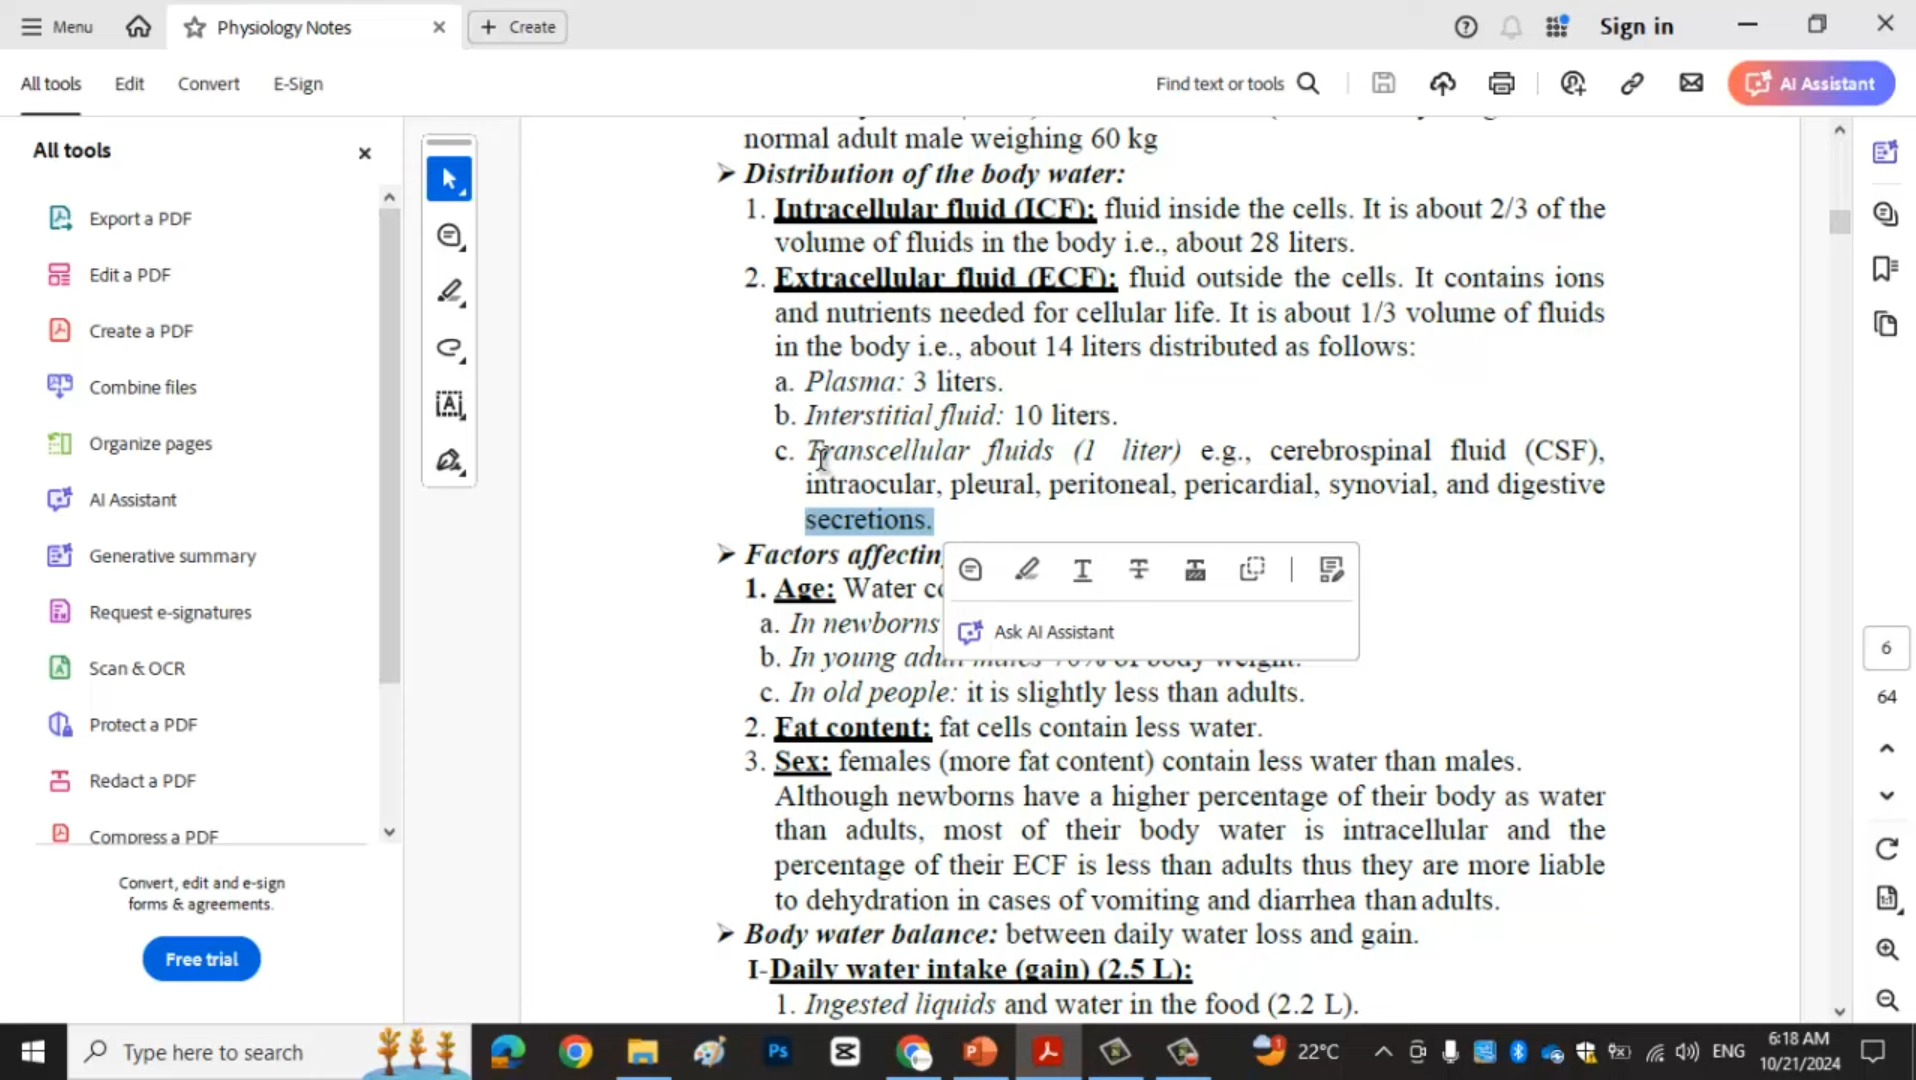 Menu
Physiology Notes
Create
Sign in
All tools
Edit
Convert
E-Sign
Find text or tools
AI Assistant
All tools
Export a PDF
Edit a PDF
Create a PDF
Combine files
Organize pages
AI Assistant
Generative summary
Request e-signatures
Scan & OCR
Protect a PDF
Redact a PDF
Compress a PDF
Convert, edit and e-sign
forms & agreements.
Free trial
normal adult male weighing 60 kg
➢ Distribution of the body water:
1. Intracellular fluid (ICF): fluid inside the cells. It is about 2/3 of the
volume of fluids in the body i.e., about 28 liters.
2. Extracellular fluid (ECF): fluid outside the cells. It contains ions
and nutrients needed for cellular life. It is about 1/3 volume of fluids
in the body i.e., about 14 liters distributed as follows:
a. Plasma: 3 liters.
b. Interstitial fluid: 10 liters.
c. Transcellular fluids (1 liter) e.g., cerebrospinal fluid (CSF),
intraocular, pleural, peritoneal, pericardial, synovial, and digestive
secretions.
➢ Factors affectin
1. Age: Water co
a. In newborns
Ask AI Assistant
b. In young adult males 70% of body weight.
c. In old people: it is slightly less than adults.
2. Fat content: fat cells contain less water.
3. Sex: females (more fat content) contain less water than males.
Although newborns have a higher percentage of their body as water
than adults, most of their body water is intracellular and the
percentage of their ECF is less than adults thus they are more liable
to dehydration in cases of vomiting and diarrhea than adults.
➢ Body water balance: between daily water loss and gain.
I-Daily water intake (gain) (2.5 L):
1. Ingested liquids and water in the food (2.2 L).
6
64
Type here to search
Ps
22°C
ENG
6:18 AM
10/21/2024